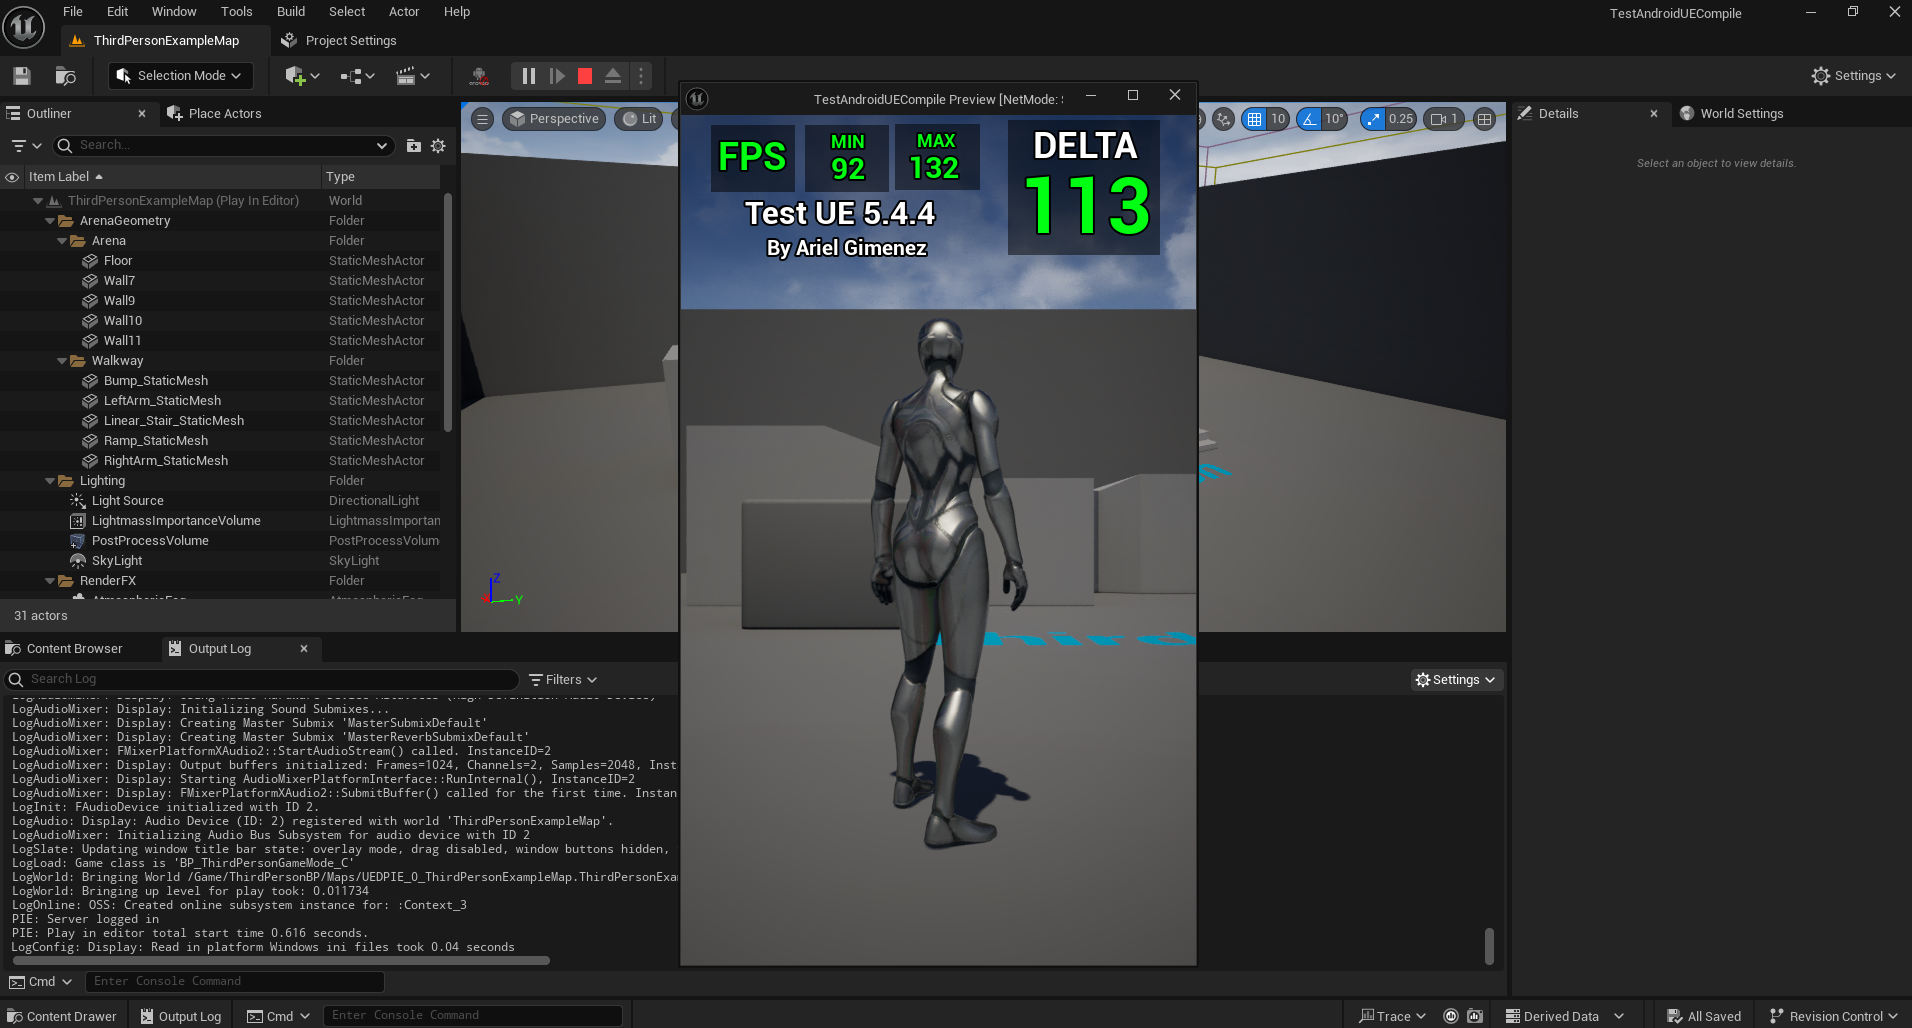 File Edit Window Tools Build Select Actor Help
TestAndroidUECompile
ThirdPersonExampleMap
Project Settings
Selection Mode
Settings
Outliner
Place Actors
Search...
Item Label
Type
ThirdPersonExampleMap (Play In Editor) World
ArenaGeometry Folder
Arena Folder
Floor StaticMeshActor
Wall7 StaticMeshActor
Wall9 StaticMeshActor
Wall10 StaticMeshActor
Wall11 StaticMeshActor
Walkway Folder
Bump_StaticMesh StaticMeshActor
LeftArm_StaticMesh StaticMeshActor
Linear_Stair_StaticMesh StaticMeshActor
Ramp_StaticMesh StaticMeshActor
RightArm_StaticMesh StaticMeshActor
Lighting Folder
Light Source DirectionalLight
LightmassImportanceVolume LightmassImportan
PostProcessVolume PostProcessVolum
SkyLight SkyLight
RenderFX Folder
31 actors
Perspective
Lit
10
10°
0.25
1
Z
Y
TestAndroidUECompile Preview [NetMode:
FPS
MIN
92
MAX
132
DELTA
113
Test UE 5.4.4
By Ariel Gimenez
Details
World Settings
Select an object to view details.
Content Browser
Output Log
Search Log
Filters
Settings
LogAudioMixer: Display: Initializing Sound Submixes...
LogAudioMixer: Display: Creating Master Submix 'MasterSubmixDefault'
LogAudioMixer: Display: Creating Master Submix 'MasterReverbSubmixDefault'
LogAudioMixer: FMixerPlatformXAudio2::StartAudioStream() called. InstanceID=2
LogAudioMixer: Display: Output buffers initialized: Frames=1024, Channels=2, Samples=2048, Inst
LogAudioMixer: Display: Starting AudioMixerPlatformInterface::RunInternal(), InstanceID=2
LogAudioMixer: Display: FMixerPlatformXAudio2::SubmitBuffer() called for the first time. Instan
LogInit: FAudioDevice initialized with ID 2.
LogAudio: Display: Audio Device (ID: 2) registered with world 'ThirdPersonExampleMap'.
LogAudioMixer: Initializing Audio Bus Subsystem for audio device with ID 2
LogSlate: Updating window title bar state: overlay mode, drag disabled, window buttons hidden,
LogLoad: Game class is 'BP_ThirdPersonGameMode_C'
LogWorld: Bringing World /Game/ThirdPersonBP/Maps/UEDPIE_0_ThirdPersonExampleMap.ThirdPersonExa
LogWorld: Bringing up level for play took: 0.011734
LogOnline: OSS: Created online subsystem instance for: :Context_3
PIE: Server logged in
PIE: Play in editor total start time 0.616 seconds.
LogConfig: Display: Read in platform Windows ini files took 0.04 seconds
Cmd
Enter Console Command
Content Drawer
Output Log
Cmd
Enter Console Command
Trace
Derived Data
All Saved
Revision Control